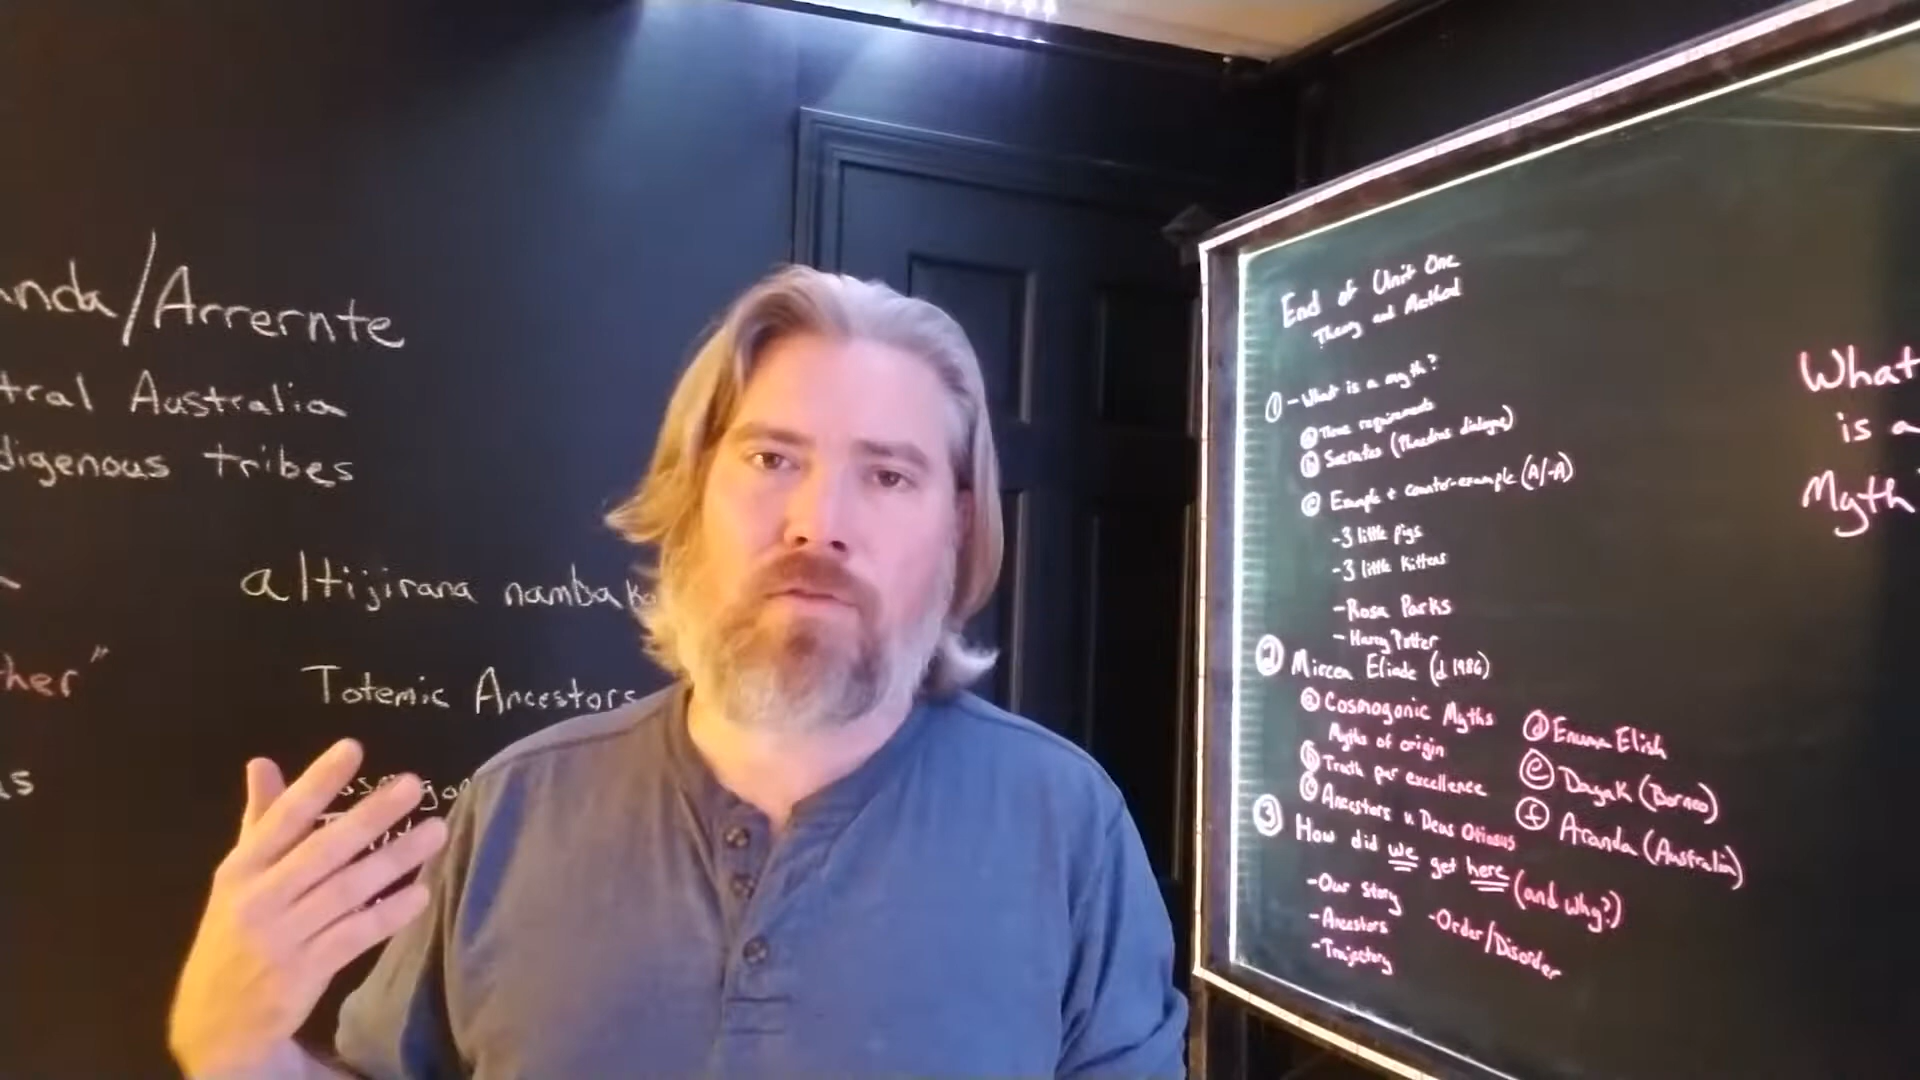 nda/Arrernte
tral Australia
digenous tribes
altijirana nambak
her"
Totemic Ancestors
s
End of Unit One
Theory and Method
① - What is a myth?
ⓐ Three requirements
ⓑ Socrates (Phaedrus dialogue)
ⓒ Example + counter-example (A/-A)
-3 little pigs
-3 little kittens
-Rosa Parks
-Harry Potter
② Mircea Eliade (d 1986)
ⓐ Cosmogonic Myths
Myths of origin
ⓑ Truth par excellence
ⓒ Ancestors v. Deus Otiosus
ⓓ Enuma Elish
ⓔ Dayak (Borneo)
ⓕ Aranda (Australia)
③ How did we get here (and why?)
-Our story
-Ancestors
-Trajectory
-Order/Disorder
What
is a
Myth